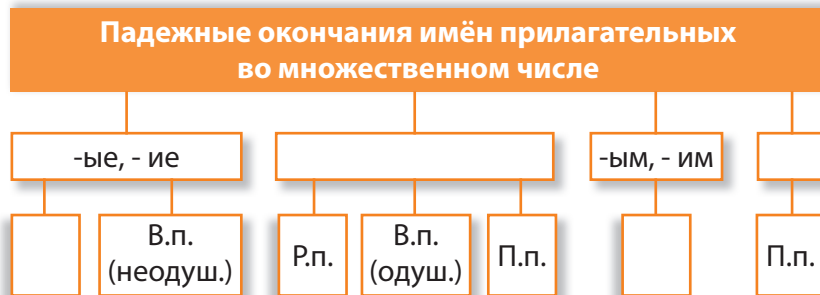 Падежные окончания имён прилагательных
во множественном числе
-ые, - ие
-ым, - им
В.п.
(неодуш.)
Р.п.
В.п.
(одуш.)
П.п.
П.п.